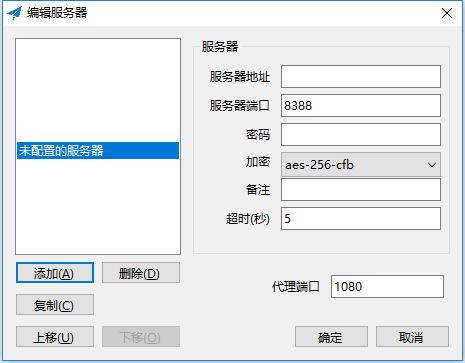 编辑服务器
未配置的服务器
添加(A)
删除(D)
复制(C)
上移(U)
下移(O)
服务器
服务器地址
服务器端口 8388
密码
加密 aes-256-cfb
备注
超时(秒) 5
代理端口 1080
确定
取消